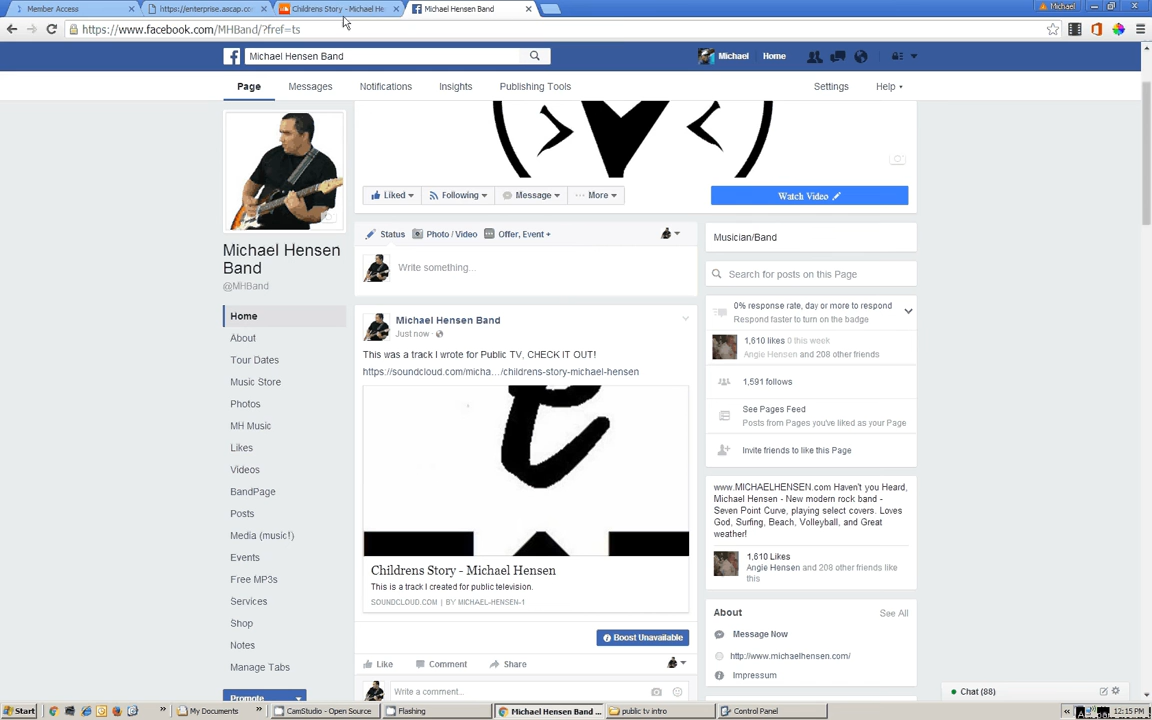 Member Access
https://enterprise.ascap.c
Childrens Story - Michael He
Michael Hensen Band
Michael
https://www.facebook.com/MHBand/?fref=ts
Michael Hensen Band
Michael
Home
Page
Messages
Notifications
Insights
Publishing Tools
Settings
Help
Liked
Following
Message
More
Watch Video
Michael Hensen
Band
@MHBand
Home
About
Tour Dates
Music Store
Photos
MH Music
Likes
Videos
BandPage
Posts
Media (music!)
Events
Free MP3s
Services
Shop
Notes
Manage Tabs
Promote
Status
Photo / Video
Offer, Event +
Write something...
Michael Hensen Band
Just now ·
This was a track I wrote for Public TV, CHECK IT OUT!
https://soundcloud.com/micha…/childrens-story-michael-hensen
Childrens Story - Michael Hensen
This is a track I created for public television.
SOUNDCLOUD.COM | BY MICHAEL-HENSEN-1
Boost Unavailable
Like
Comment
Share
Write a comment...
Musician/Band
Search for posts on this Page
0% response rate, day or more to respond
Respond faster to turn on the badge
1,610 likes 0 this week
Angie Hensen and 208 other friends
1,591 follows
See Pages Feed
Posts from Pages you've liked as your Page
Invite friends to like this Page
www.MICHAELHENSEN.com Haven't you Heard,
Michael Hensen - New modern rock band -
Seven Point Curve, playing select covers. Loves
God, Surfing, Beach, Volleyball, and Great
weather!
1,610 Likes
Angie Hensen and 208 other friends like
this
About
See All
Message Now
http://www.michaelhensen.com/
Impressum
Chat (88)
Start
My Documents
CamStudio - Open Source
Flashing
Michael Hensen Band ...
public tv intro
Control Panel
12:15 PM